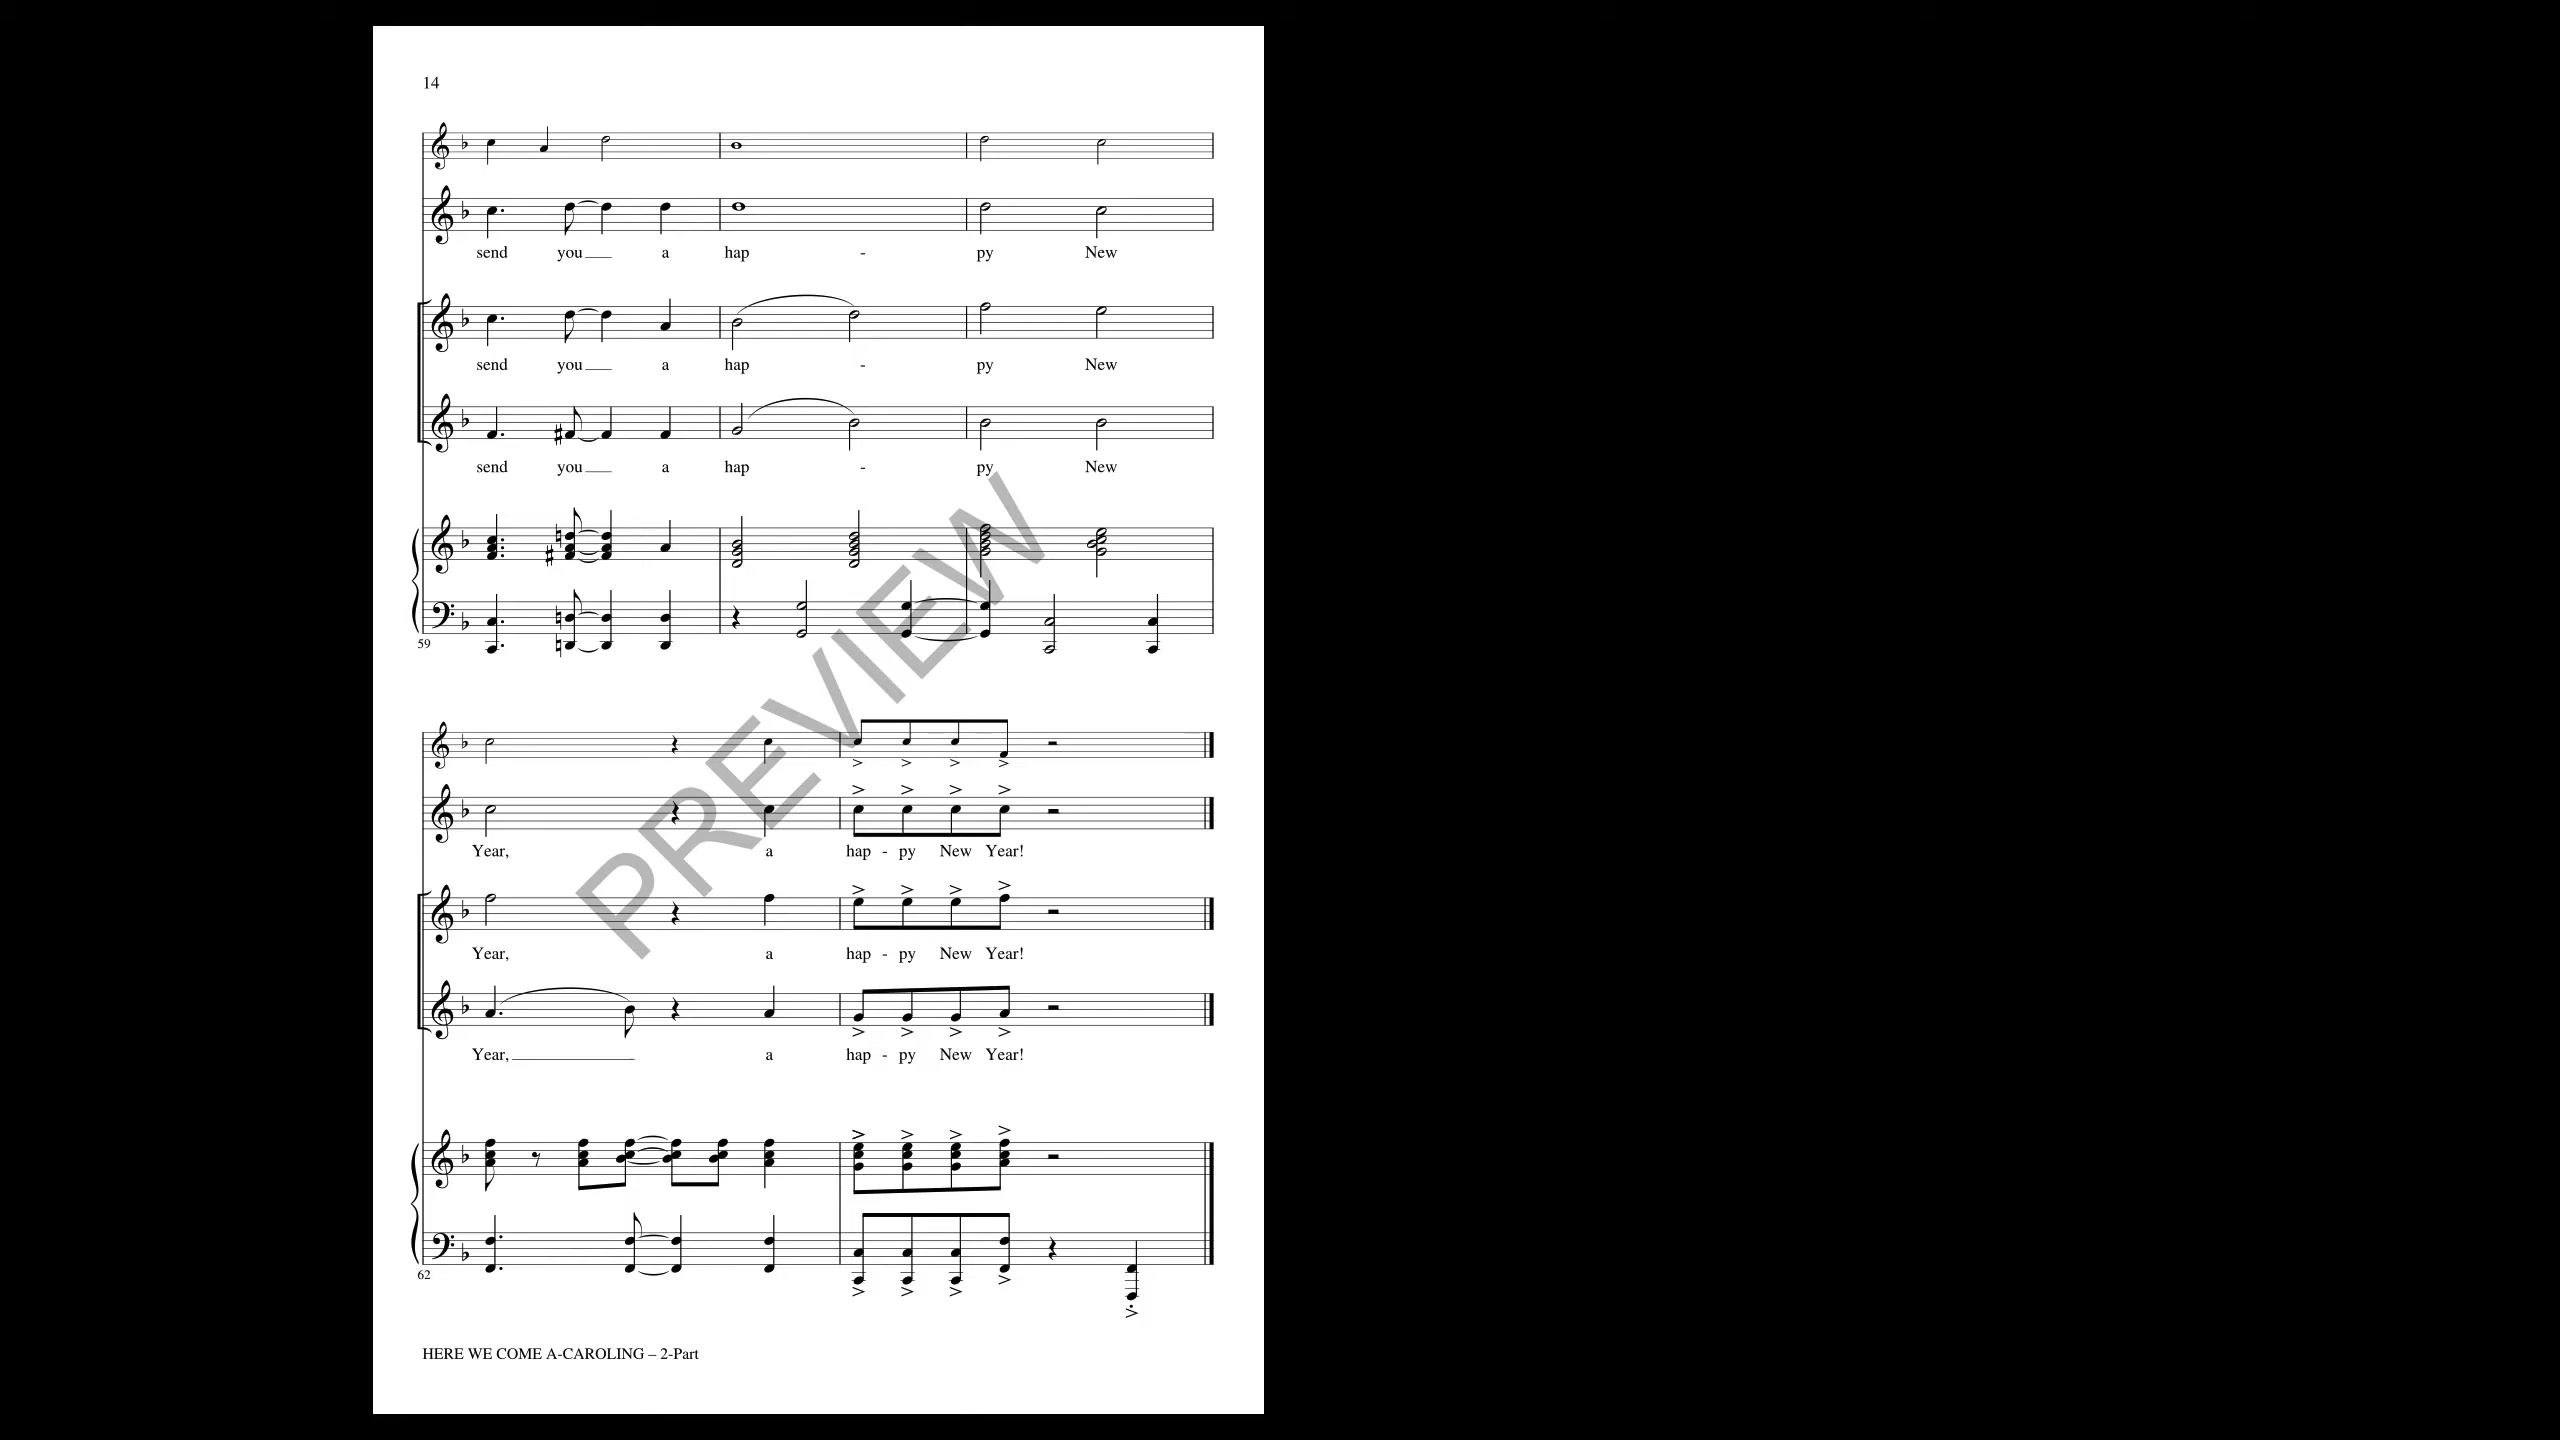 14
send you a hap - py New
send you a hap - py New
send you a hap - py New
59
Year, a hap - py New Year!
Year, a hap - py New Year!
Year, a hap - py New Year!
62
HERE WE COME A-CAROLING – 2-Part
PREVIEW